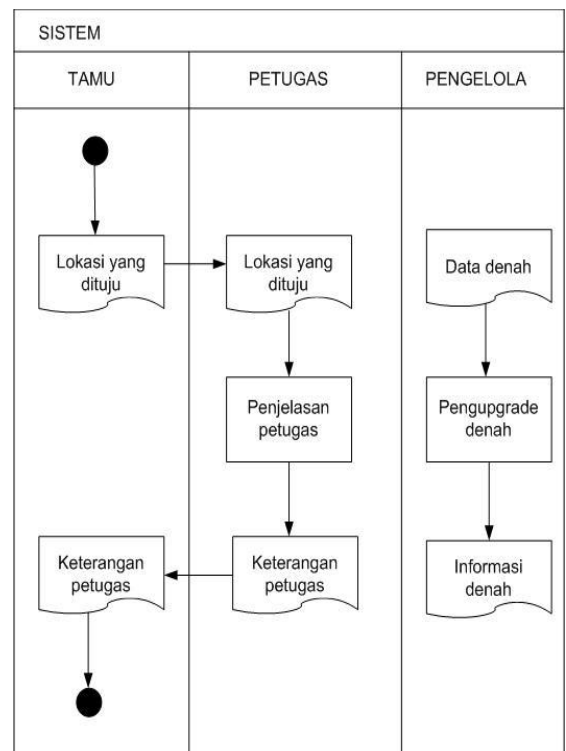 SISTEM
TAMU
PETUGAS
PENGELOLA
Lokasi yang
dituju
Lokasi yang
dituju
Data denah
Penjelasan
petugas
Pengupgrade
denah
Keterangan
petugas
Keterangan
petugas
Informasi
denah